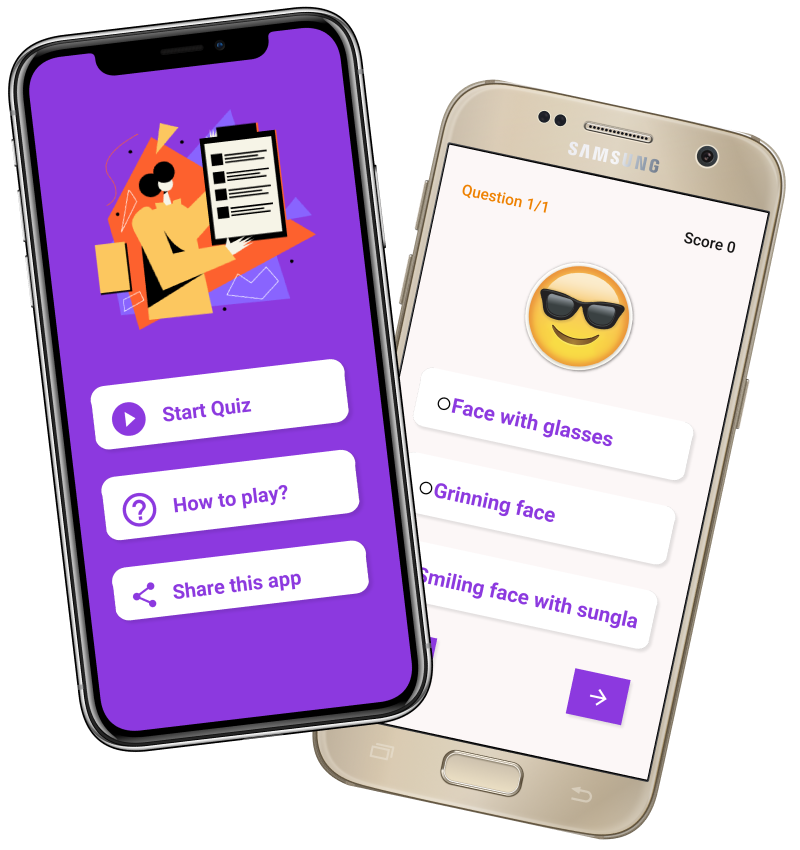 Start Quiz
How to play?
Share this app
SAMSUNG
Question 1/1
Score 0
Face with glasses
Grinning face
Smiling face with sungla